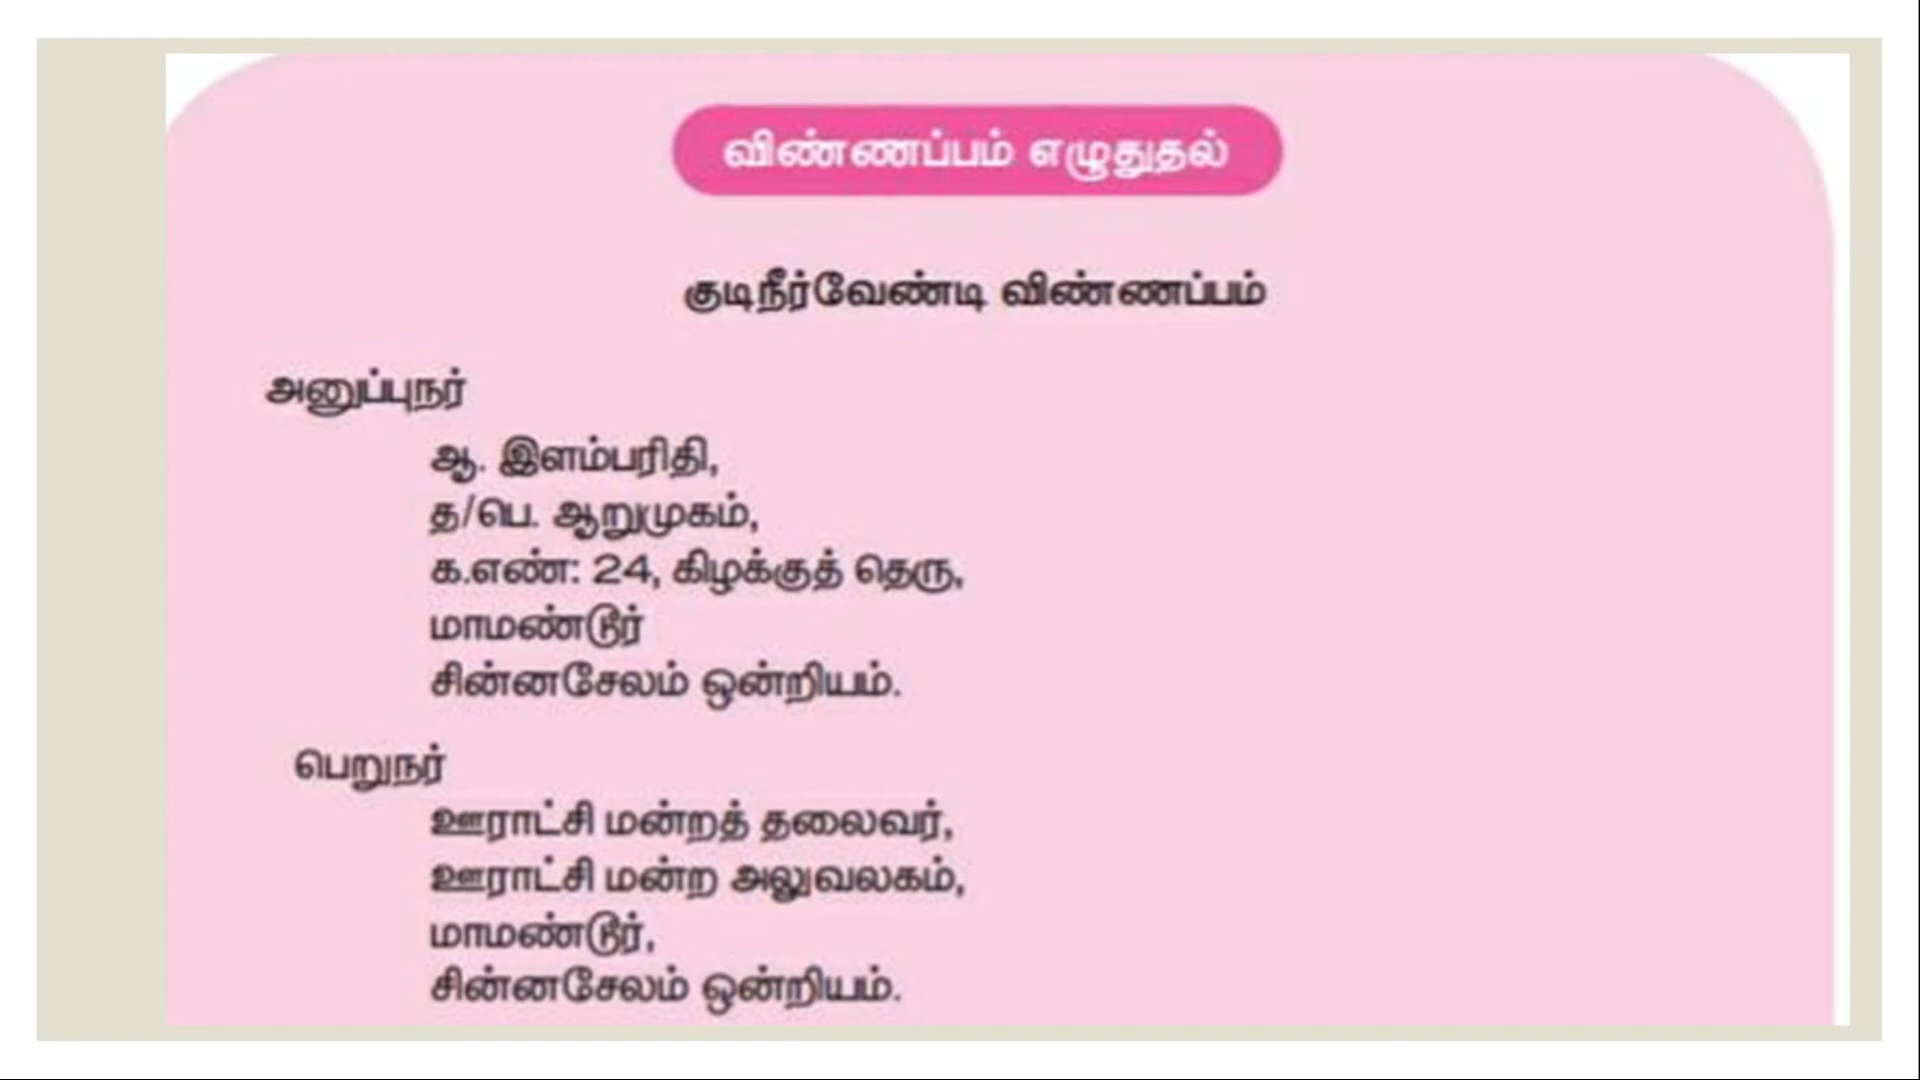 விண்ணப்பம் எழுதுதல்
குடிநீர்வேண்டி விண்ணப்பம்
அனுப்புநர்
ஆ. இளம்பரிதி,
த/பெ. ஆறுமுகம்,
க.எண்: 24, கிழக்குத் தெரு,
மாமண்டூர்
சின்னசேலம் ஒன்றியம்.
பெறுநர்
ஊராட்சி மன்றத் தலைவர்,
ஊராட்சி மன்ற அலுவலகம்,
மாமண்டூர்,
சின்னசேலம் ஒன்றியம்.